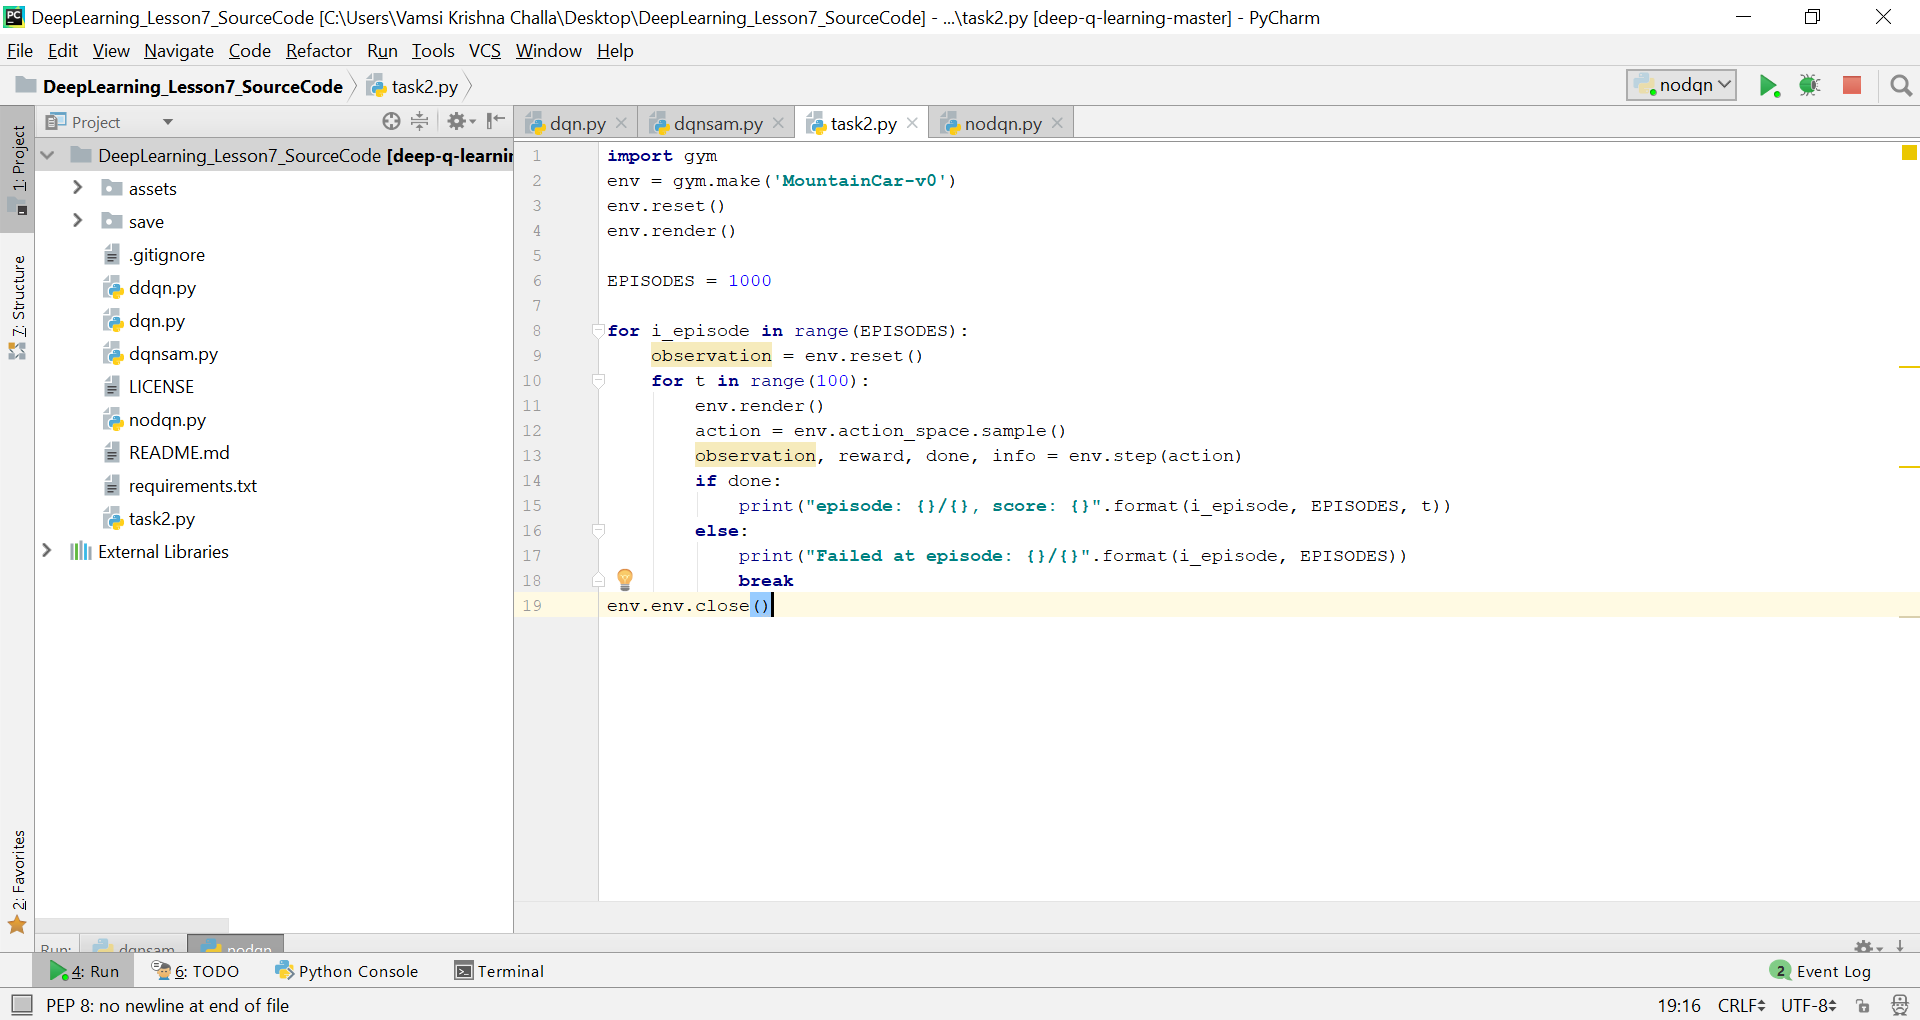 DeepLearning_Lesson7_SourceCode [C:\Users\Vamsi Krishna Challa\Desktop\DeepLearning_Lesson7_SourceCode] - ...\task2.py [deep-q-learning-master] - PyCharm
File Edit View Navigate Code Refactor Run Tools VCS Window Help
DeepLearning_Lesson7_SourceCode task2.py nodqn
Project dqn.py dqnsam.py task2.py nodqn.py
1: Project
7: Structure
2: Favorites
DeepLearning_Lesson7_SourceCode [deep-q-learnin
assets
save
.gitignore
ddqn.py
dqn.py
dqnsam.py
LICENSE
nodqn.py
README.md
requirements.txt
task2.py
External Libraries
1 import gym
2 env = gym.make('MountainCar-v0')
3 env.reset()
4 env.render()
5
6 EPISODES = 1000
7
8 for i_episode in range(EPISODES):
9 observation = env.reset()
10 for t in range(100):
11 env.render()
12 action = env.action_space.sample()
13 observation, reward, done, info = env.step(action)
14 if done:
15 print("episode: {}/{}, score: {}".format(i_episode, EPISODES, t))
16 else:
17 print("Failed at episode: {}/{}".format(i_episode, EPISODES))
18 break
19 env.env.close()
Run: dqnsam nodqn
4: Run 6: TODO Python Console Terminal 2 Event Log
PEP 8: no newline at end of file 19:16 CRLF UTF-8